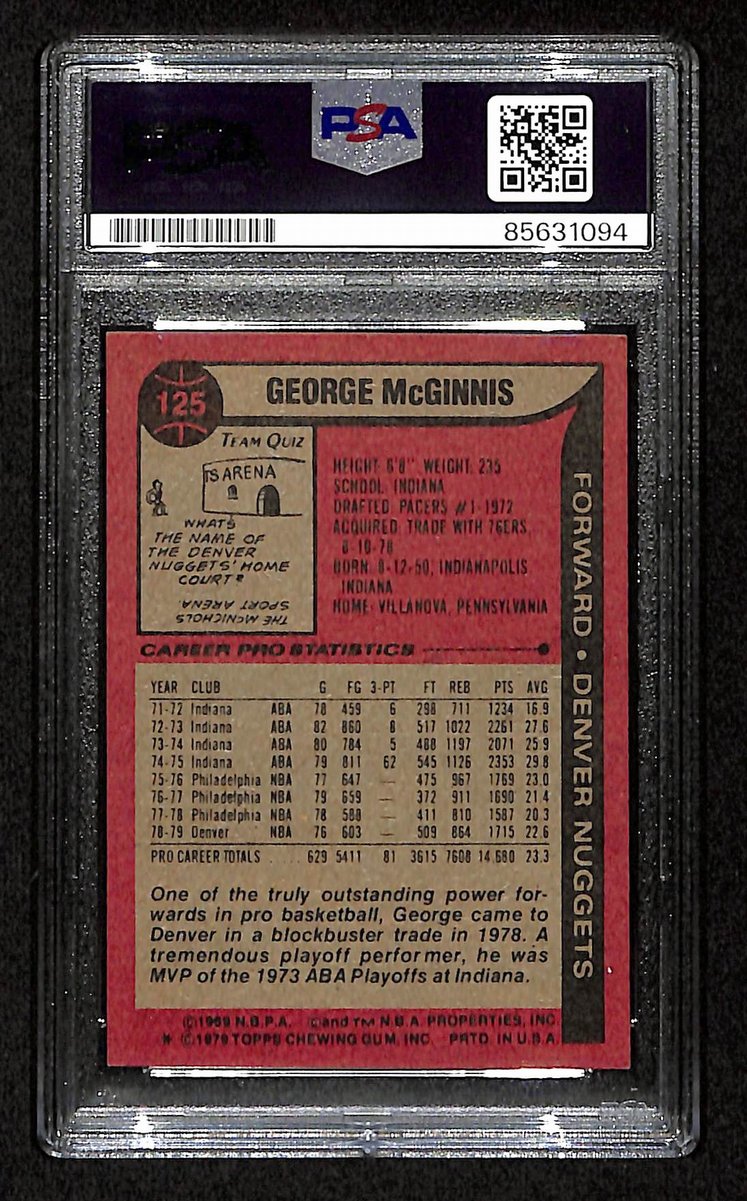 PSA
85631094
125
GEORGE McGINNIS
TEAM QUIZ
'S ARENA
WHAT'S
THE NAME OF
THE DENVER
NUGGETS' HOME
COURT?
THE McNICHOLS
SPORT ARENA.
HEIGHT 6'8" WEIGHT: 235
SCHOOL: INDIANA
DRAFTED: PACERS #1-1972
ACQUIRED: TRADE WITH 76ERS,
8-16-78
BORN: 8-12-50, INDIANAPOLIS
INDIANA
HOME: VILLANOVA, PENNSYLVANIA
FORWARD • DENVER NUGGETS
CAREER PRO STATISTICS
YEAR CLUB G FG 3-PT FT REB PTS AVG
71-72 Indiana ABA 78 459 6 298 711 1234 16.9
72-73 Indiana ABA 82 860 8 517 1022 2261 27.6
73-74 Indiana ABA 80 784 5 488 1197 2071 25.9
74-75 Indiana ABA 79 811 62 545 1126 2353 29.8
75-76 Philadelphia NBA 77 647 — 475 967 1769 23.0
76-77 Philadelphia NBA 79 659 — 372 911 1690 21.4
77-78 Philadelphia NBA 78 588 — 411 810 1587 20.3
78-79 Denver NBA 76 603 — 509 864 1715 22.6
PRO CAREER TOTALS 629 5411 81 3615 7608 14,680 23.3
One of the truly outstanding power for-
wards in pro basketball, George came to
Denver in a blockbuster trade in 1978. A
tremendous playoff performer, he was
MVP of the 1973 ABA Playoffs at Indiana.
©1969 N.B.P.A. ©and TM N.B.A. PROPERTIES, INC.
* ©1979 TOPPS CHEWING GUM, INC. PRTD IN U.S.A.